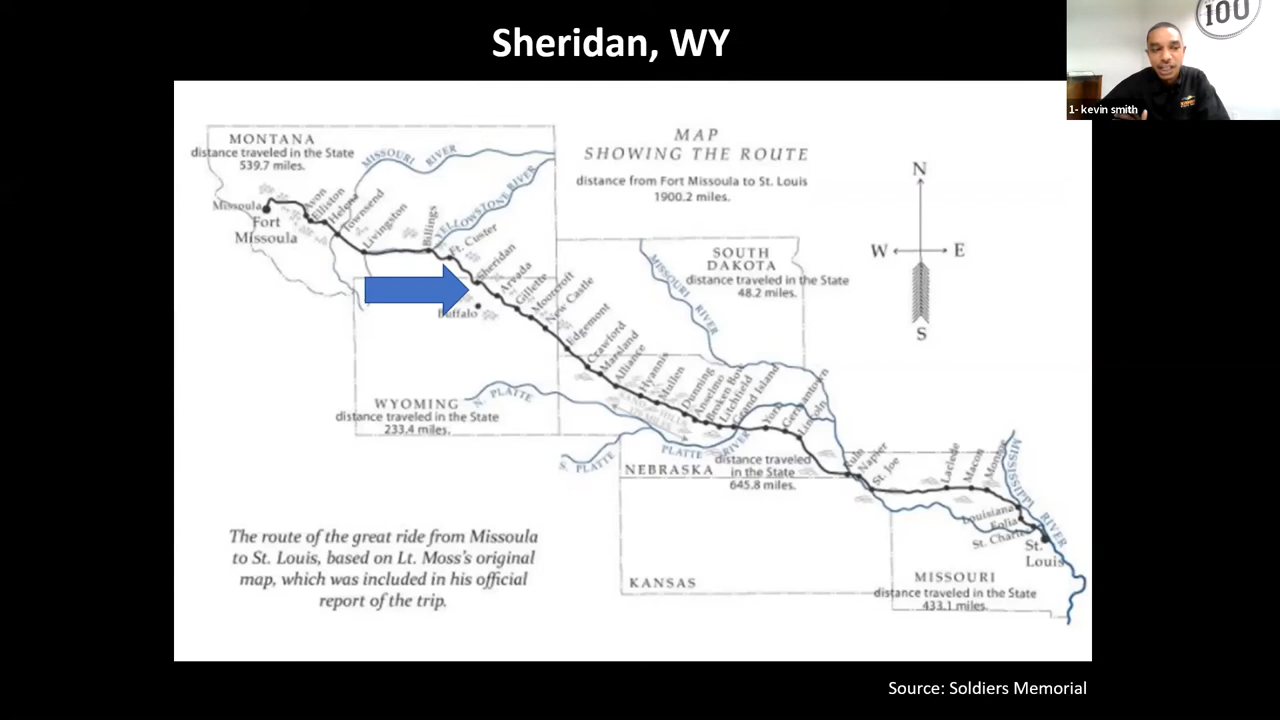 Sheridan, WY
100
1- kevin smith
MAP
SHOWING THE ROUTE
distance from Fort Missoula to St. Louis
1900.2 miles.
MONTANA
distance traveled in the State
539.7 miles.
MISSOURI RIVER
YELLOWSTONE RIVER
N
W
E
S
Missoula
Fort
Missoula
Avon
Elliston
Helena
Townsend
Livingston
Billings
Ft. Custer
Sheridan
Arvada
Gillette
Moorcroft
New Castle
Buffalo
Edgemont
Crawford
Marsland
Alliance
Hyannis
Mullen
Dunning
Anselmo
Broken Bow
Litchfield
Grand Island
York
Germantown
Lincoln
SOUTH
DAKOTA
distance traveled in the State
48.2 miles.
MISSOURI RIVER
WYOMING
distance traveled in the State
233.4 miles.
N. PLATTE
S. PLATTE
PLATTE RIVER
SAND HILLS
NEBRASKA
distance traveled
in the State
645.8 miles.
Napier
St. Joe
Laclede
Macon
Monroe
MISSISSIPPI RIVER
Louisiana
Eolia
St. Charles
St.
Louis
KANSAS
MISSOURI
distance traveled in the State
433.1 miles.
The route of the great ride from Missoula
to St. Louis, based on Lt. Moss's original
map, which was included in his official
report of the trip.
Source: Soldiers Memorial